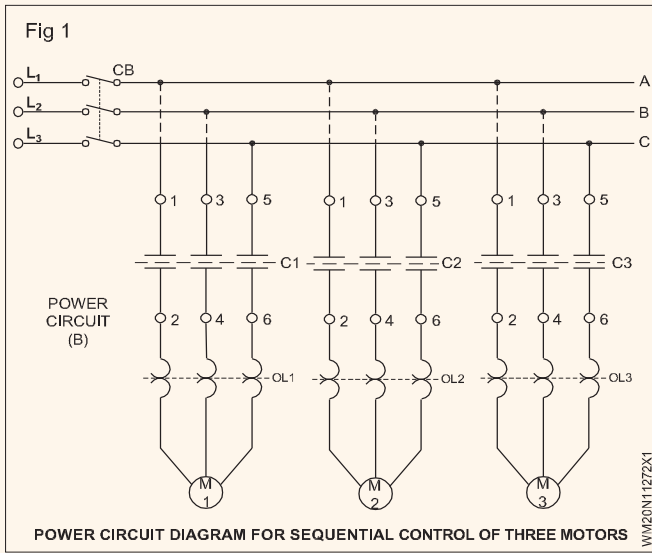 Fig 1
L1 CB A
L2 B
L3 C
1 3 5 1 3 5 1 3 5
C1 C2 C3
POWER
CIRCUIT
(B)
2 4 6 2 4 6 2 4 6
OL1 OL2 OL3
M M M
1 2 3
POWER CIRCUIT DIAGRAM FOR SEQUENTIAL CONTROL OF THREE MOTORS
WM20N11272X1